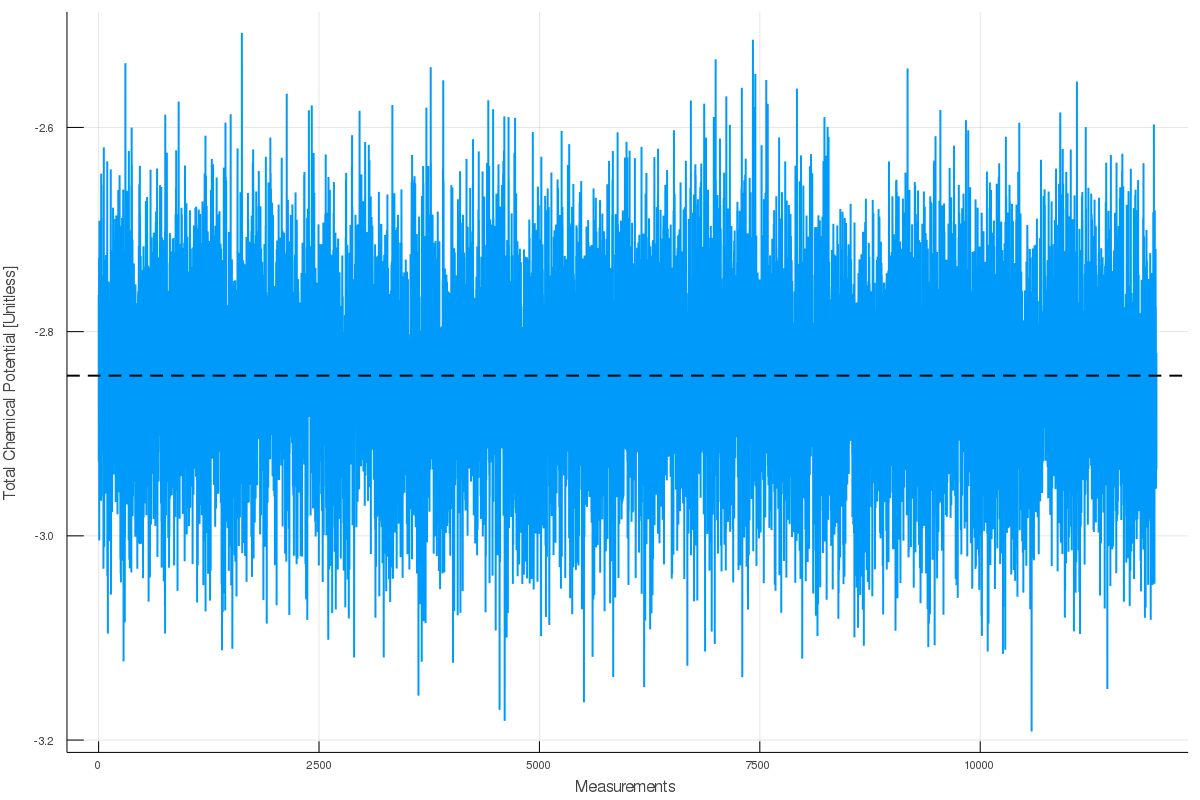 Total Chemical Potential [Unitless]
-2.6
-2.8
-3.0
-3.2
0 2500 5000 7500 10000
Measurements